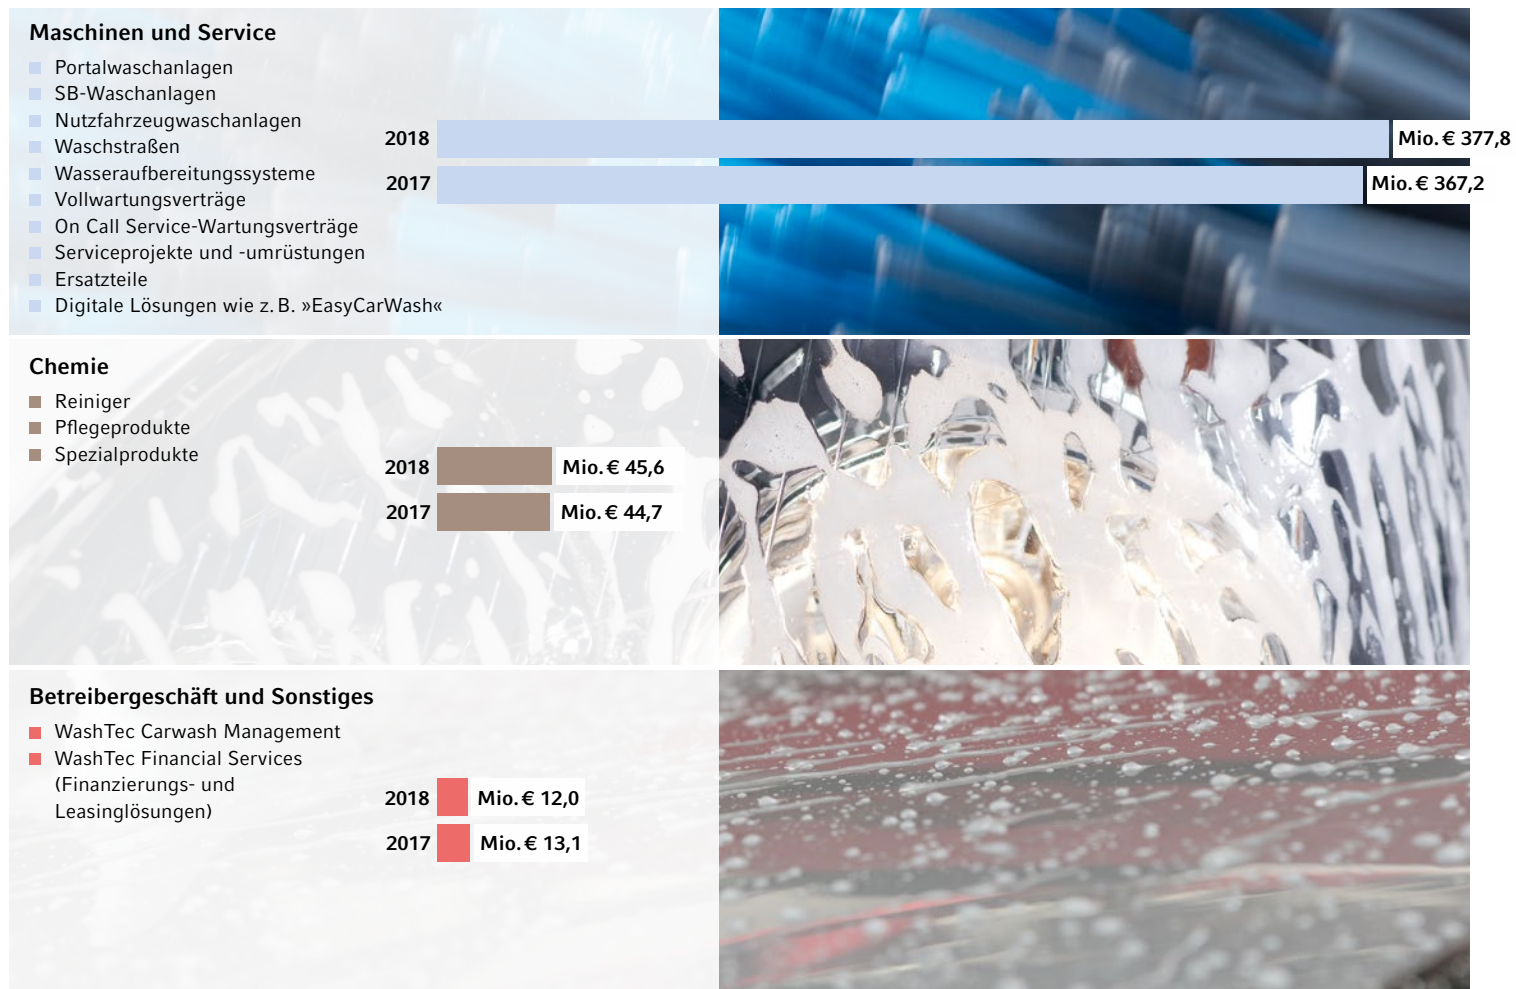 Maschinen und Service
Portalwaschanlagen
SB-Waschanlagen
Nutzfahrzeugwaschanlagen
Waschstraßen
Wasseraufbereitungssysteme
Vollwartungsverträge
On Call Service-Wartungsverträge
Serviceprojekte und -umrüstungen
Ersatzteile
Digitale Lösungen wie z. B. »EasyCarWash«
2018 Mio. € 377,8
2017 Mio. € 367,2
Chemie
Reiniger
Pflegeprodukte
Spezialprodukte
2018 Mio. € 45,6
2017 Mio. € 44,7
Betreibergeschäft und Sonstiges
WashTec Carwash Management
WashTec Financial Services
(Finanzierungs- und
Leasinglösungen)
2018 Mio. € 12,0
2017 Mio. € 13,1